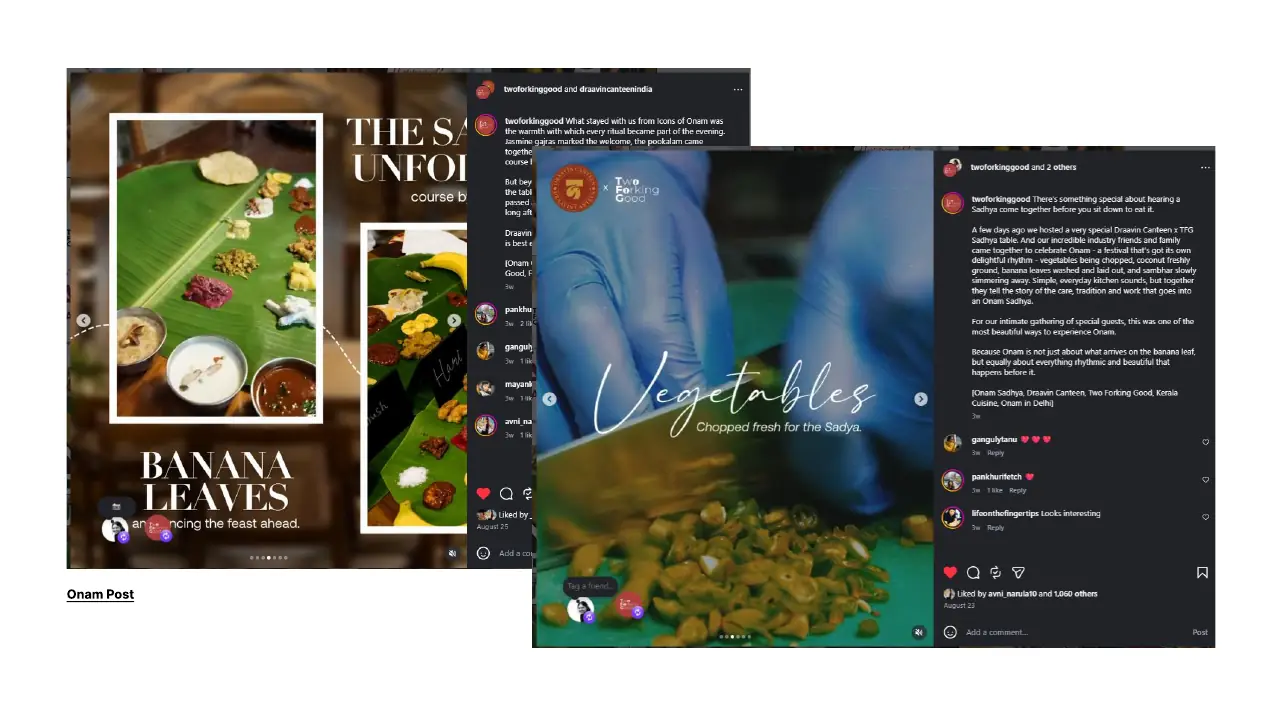 THE SA
UNFOL
course b
BANANA
LEAVES
an
ncing the feast ahead.
twoforkinggood and draavincanteenindia
twoforkinggood What stayed with us from Icons of Onam was
the warmth with which every ritual became part of the evening.
Jasmine gajras marked the welcome, the pookalam came
togethe
course
But bey
the tabl
passed
long aft
Draavin
is best e
[Onam
Good, F
3w
pankhu
3w 2 lik
ganguly
3w 1 lik
mayank
3w 1 lik
avni_na
3w 1 lik
Liked by
August 25
Add a co
Onam Post
Two
Forking
Good
x
Vegetables
Chopped fresh for the Sadya.
Tag a friend...
twoforkinggood and 2 others
twoforkinggood There's something special about hearing a
Sadhya come together before you sit down to eat it.
A few days ago we hosted a very special Draavin Canteen x TFG
Sadhya table. And our incredible industry friends and family
came together to celebrate Onam - a festival that's got its own
delightful rhythm - vegetables being chopped, coconut freshly
ground, banana leaves washed and laid out, and sambhar slowly
simmering away. Simple, everyday kitchen sounds, but together
they tell the story of the care, tradition and work that goes into
an Onam Sadhya.
For our intimate gathering of special guests, this was one of the
most beautiful ways to experience Onam.
Because Onam is not just about what arrives on the banana leaf,
but equally about everything rhythmic and beautiful that
happens before it.
[Onam Sadhya, Draavin Canteen, Two Forking Good, Kerala
Cuisine, Onam in Delhi]
3w
gangulytanu
3w Reply
pankhurifetch
3w 1 like Reply
lifeonthefingertips Looks interesting
3w Reply
Liked by avni_narula10 and 1,060 others
August 23
Add a comment...
Post